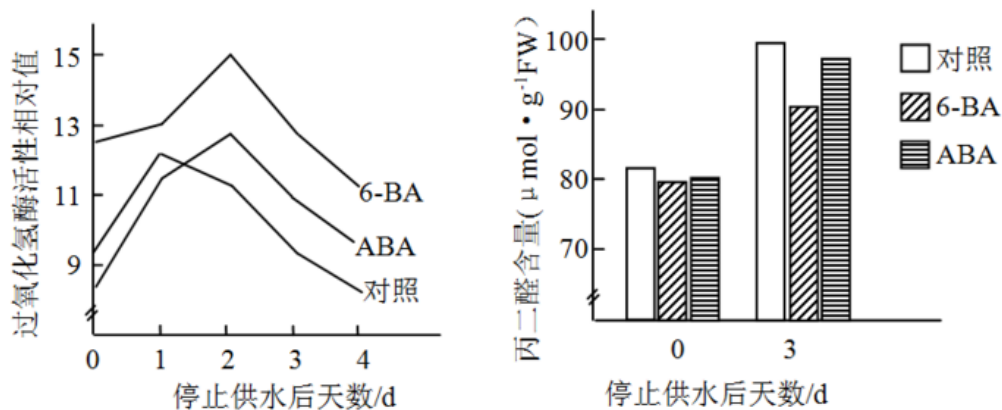 过氧化氢酶活性相对值
15
13
11
9
0 1 2 3 4
停止供水后天数/d
6-BA
ABA
对照
丙二醛含量(μmol·g⁻¹FW)
100
90
80
70
0 3
停止供水后天数/d
对照
6-BA
ABA